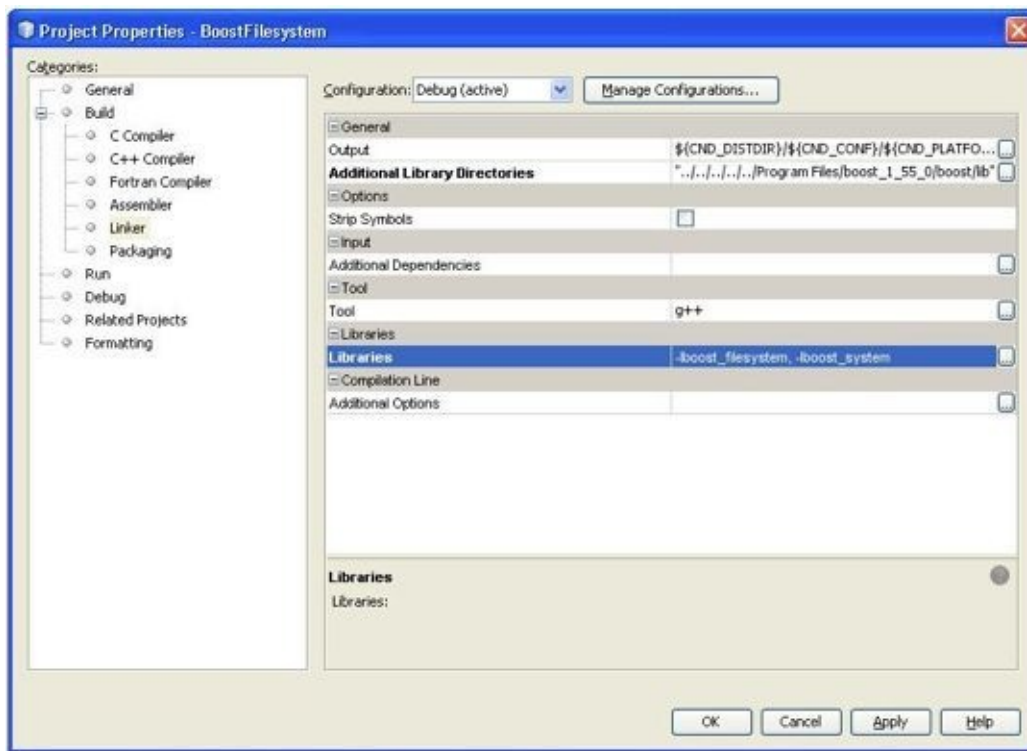 Project Properties - BoostFilesystem
Categories:
General
Build
C Compiler
C++ Compiler
Fortran Compiler
Assembler
Linker
Packaging
Run
Debug
Related Projects
Formatting
Configuration: Debug (active) Manage Configurations...
General
Output ${CND_DISTDIR}/${CND_CONF}/${CND_PLATFO... ...
Additional Library Directories "../../../../../Program Files/boost_1_55_0/boost/lib" ...
Options
Strip Symbols
Input
Additional Dependencies ...
Tool
Tool g++ ...
Libraries
Libraries -lboost_filesystem, -lboost_system ...
Compilation Line
Additional Options ...
Libraries
Libraries:
OK Cancel Apply Help